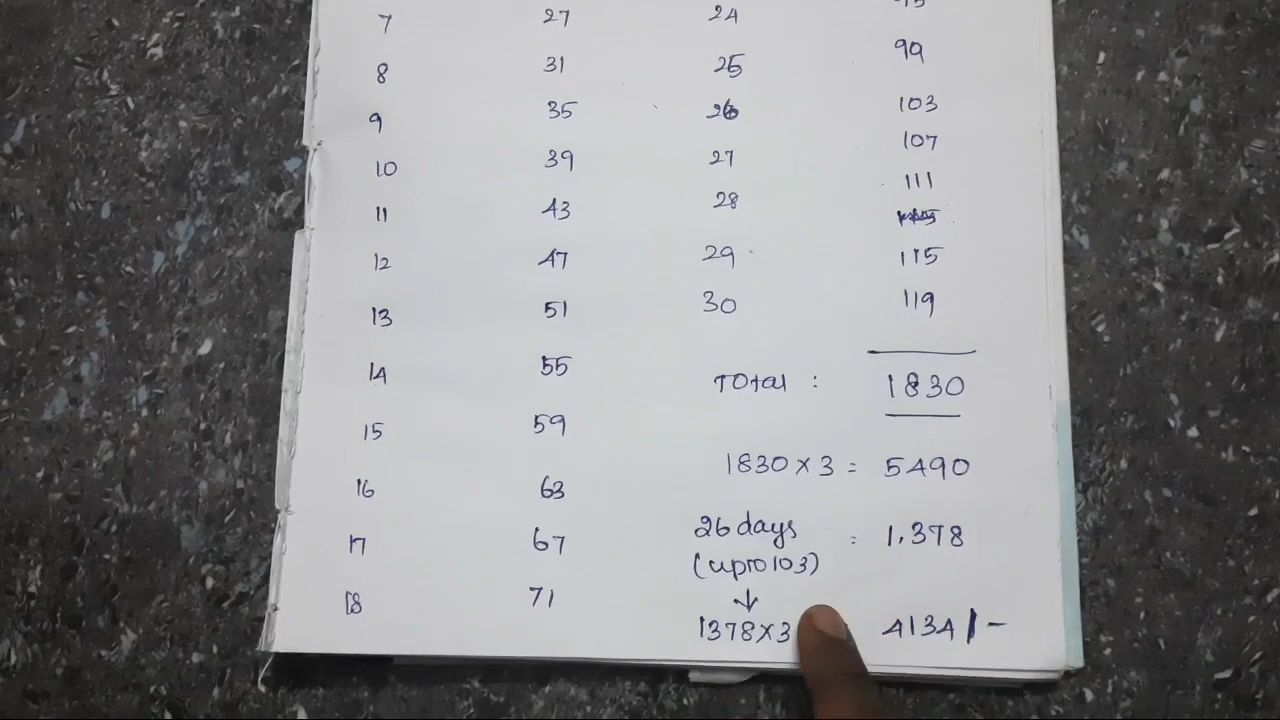 7 27 24
8 31 25 99
9 35 26 103
10 39 27 107
11 43 28 111
12 47 29 115
13 51 30 119
14 55 Total : 1830
15 59
16 63 1830 x 3 = 5490
17 67 26 days = 1.378
(upto 103)
18 71 ↓
1378 x 3 4134/-